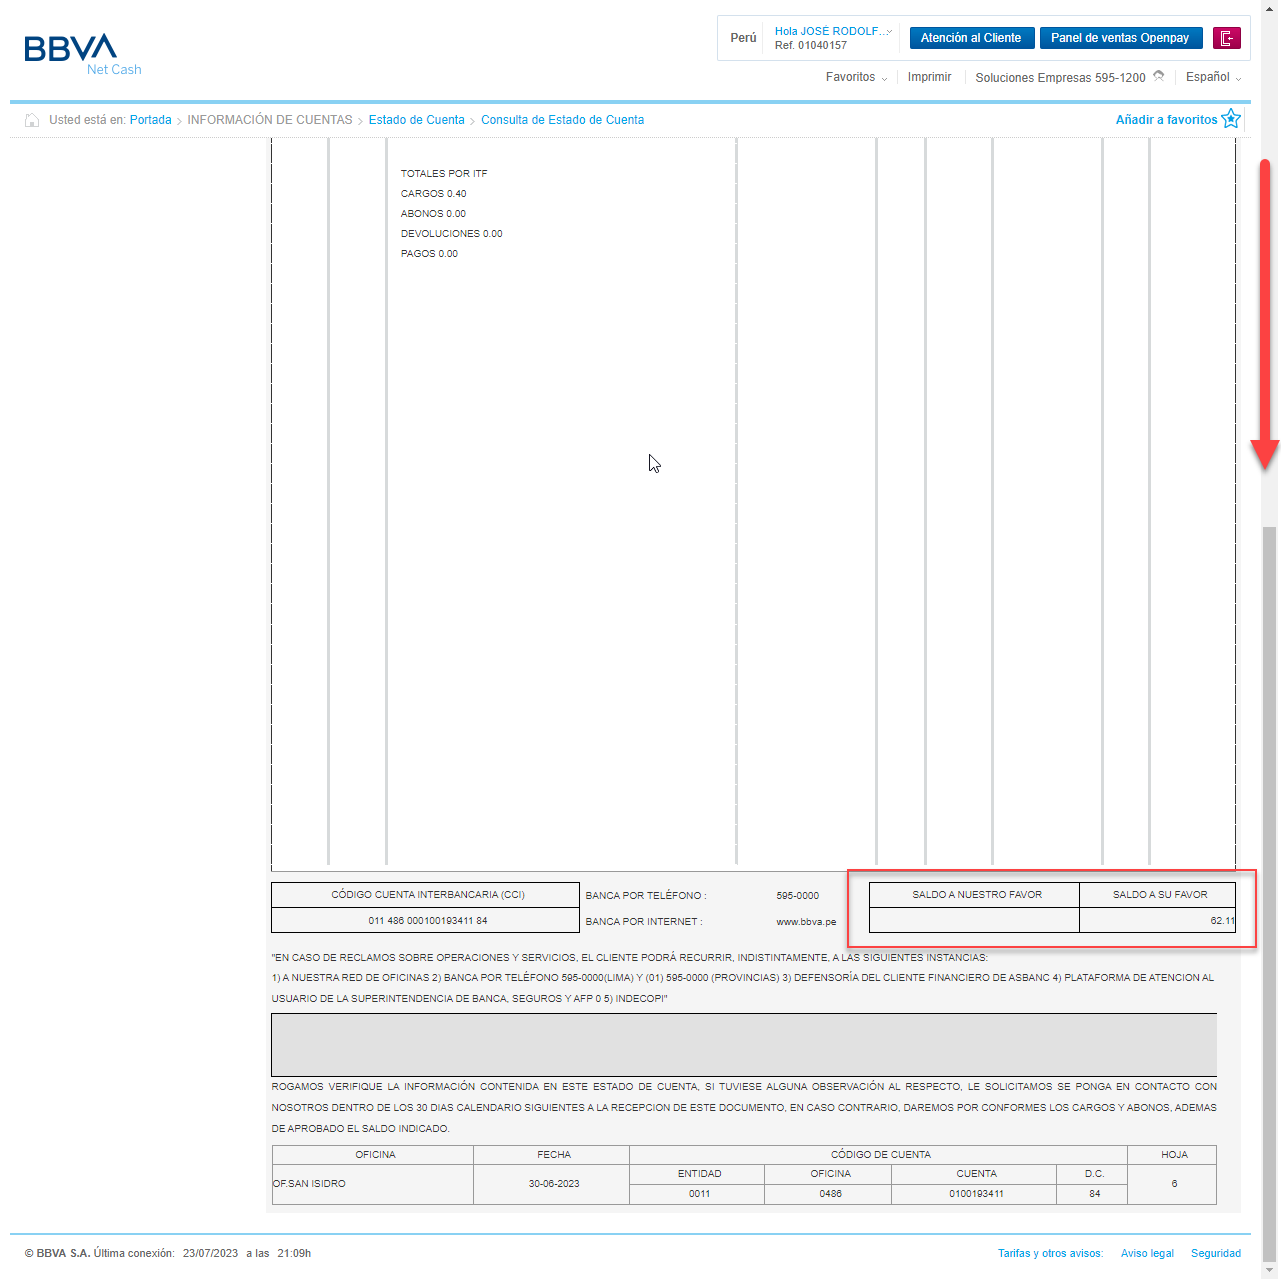 BBVA
Net Cash
Perú
Hola JOSÉ RODOLF...
Ref. 01040157
Atención al Cliente
Panel de ventas Openpay
Favoritos
Imprimir
Soluciones Empresas 595-1200
Español
Usted está en: Portada > INFORMACIÓN DE CUENTAS > Estado de Cuenta > Consulta de Estado de Cuenta
Añadir a favoritos
TOTALES POR ITF
CARGOS 0.40
ABONOS 0.00
DEVOLUCIONES 0.00
PAGOS 0.00
CÓDIGO CUENTA INTERBANCARIA (CCI)
011 486 000100193411 84
BANCA POR TELÉFONO : 595-0000
BANCA POR INTERNET : www.bbva.pe
SALDO A NUESTRO FAVOR
SALDO A SU FAVOR
62.11
"EN CASO DE RECLAMOS SOBRE OPERACIONES Y SERVICIOS, EL CLIENTE PODRÁ RECURRIR, INDISTINTAMENTE, A LAS SIGUIENTES INSTANCIAS:
1) A NUESTRA RED DE OFICINAS 2) BANCA POR TELÉFONO 595-0000(LIMA) Y (01) 595-0000 (PROVINCIAS) 3) DEFENSORÍA DEL CLIENTE FINANCIERO DE ASBANC 4) PLATAFORMA DE ATENCION AL
USUARIO DE LA SUPERINTENDENCIA DE BANCA, SEGUROS Y AFP 0 5) INDECOPI"
ROGAMOS VERIFIQUE LA INFORMACIÓN CONTENIDA EN ESTE ESTADO DE CUENTA, SI TUVIESE ALGUNA OBSERVACIÓN AL RESPECTO, LE SOLICITAMOS SE PONGA EN CONTACTO CON
NOSOTROS DENTRO DE LOS 30 DIAS CALENDARIO SIGUIENTES A LA RECEPCION DE ESTE DOCUMENTO, EN CASO CONTRARIO, DAREMOS POR CONFORMES LOS CARGOS Y ABONOS, ADEMAS
DE APROBADO EL SALDO INDICADO.
OFICINA FECHA CÓDIGO DE CUENTA HOJA
ENTIDAD OFICINA CUENTA D.C.
OF.SAN ISIDRO 30-06-2023 6
0011 0486 0100193411 84
© BBVA S.A. Última conexión: 23/07/2023 a las 21:09h
Tarifas y otros avisos: Aviso legal Seguridad